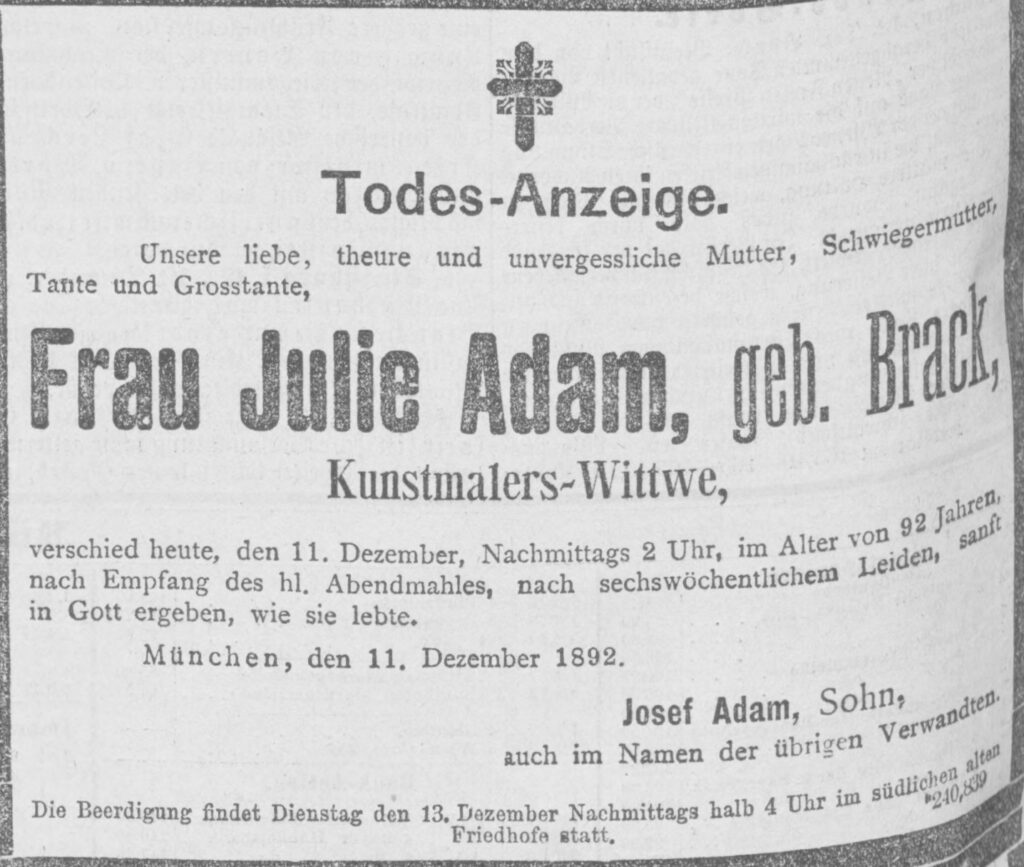 Todes-Anzeige.
Unsere liebe, theure und unvergessliche Mutter, Schwiegermutter,
Tante und Grosstante,
Frau Julie Adam, geb. Brack,
Kunstmalers-Wittwe,
verschied heute, den 11. Dezember, Nachmittags 2 Uhr, im Alter von 92 Jahren,
nach Empfang des hl. Abendmahles, nach sechswöchentlichem Leiden, sanft
in Gott ergeben, wie sie lebte.
München, den 11. Dezember 1892.
Josef Adam, Sohn,
auch im Namen der übrigen Verwandten.
Die Beerdigung findet Dienstag den 13. Dezember Nachmittags halb 4 Uhr im südlichen alten
Friedhofe statt.
*240,839